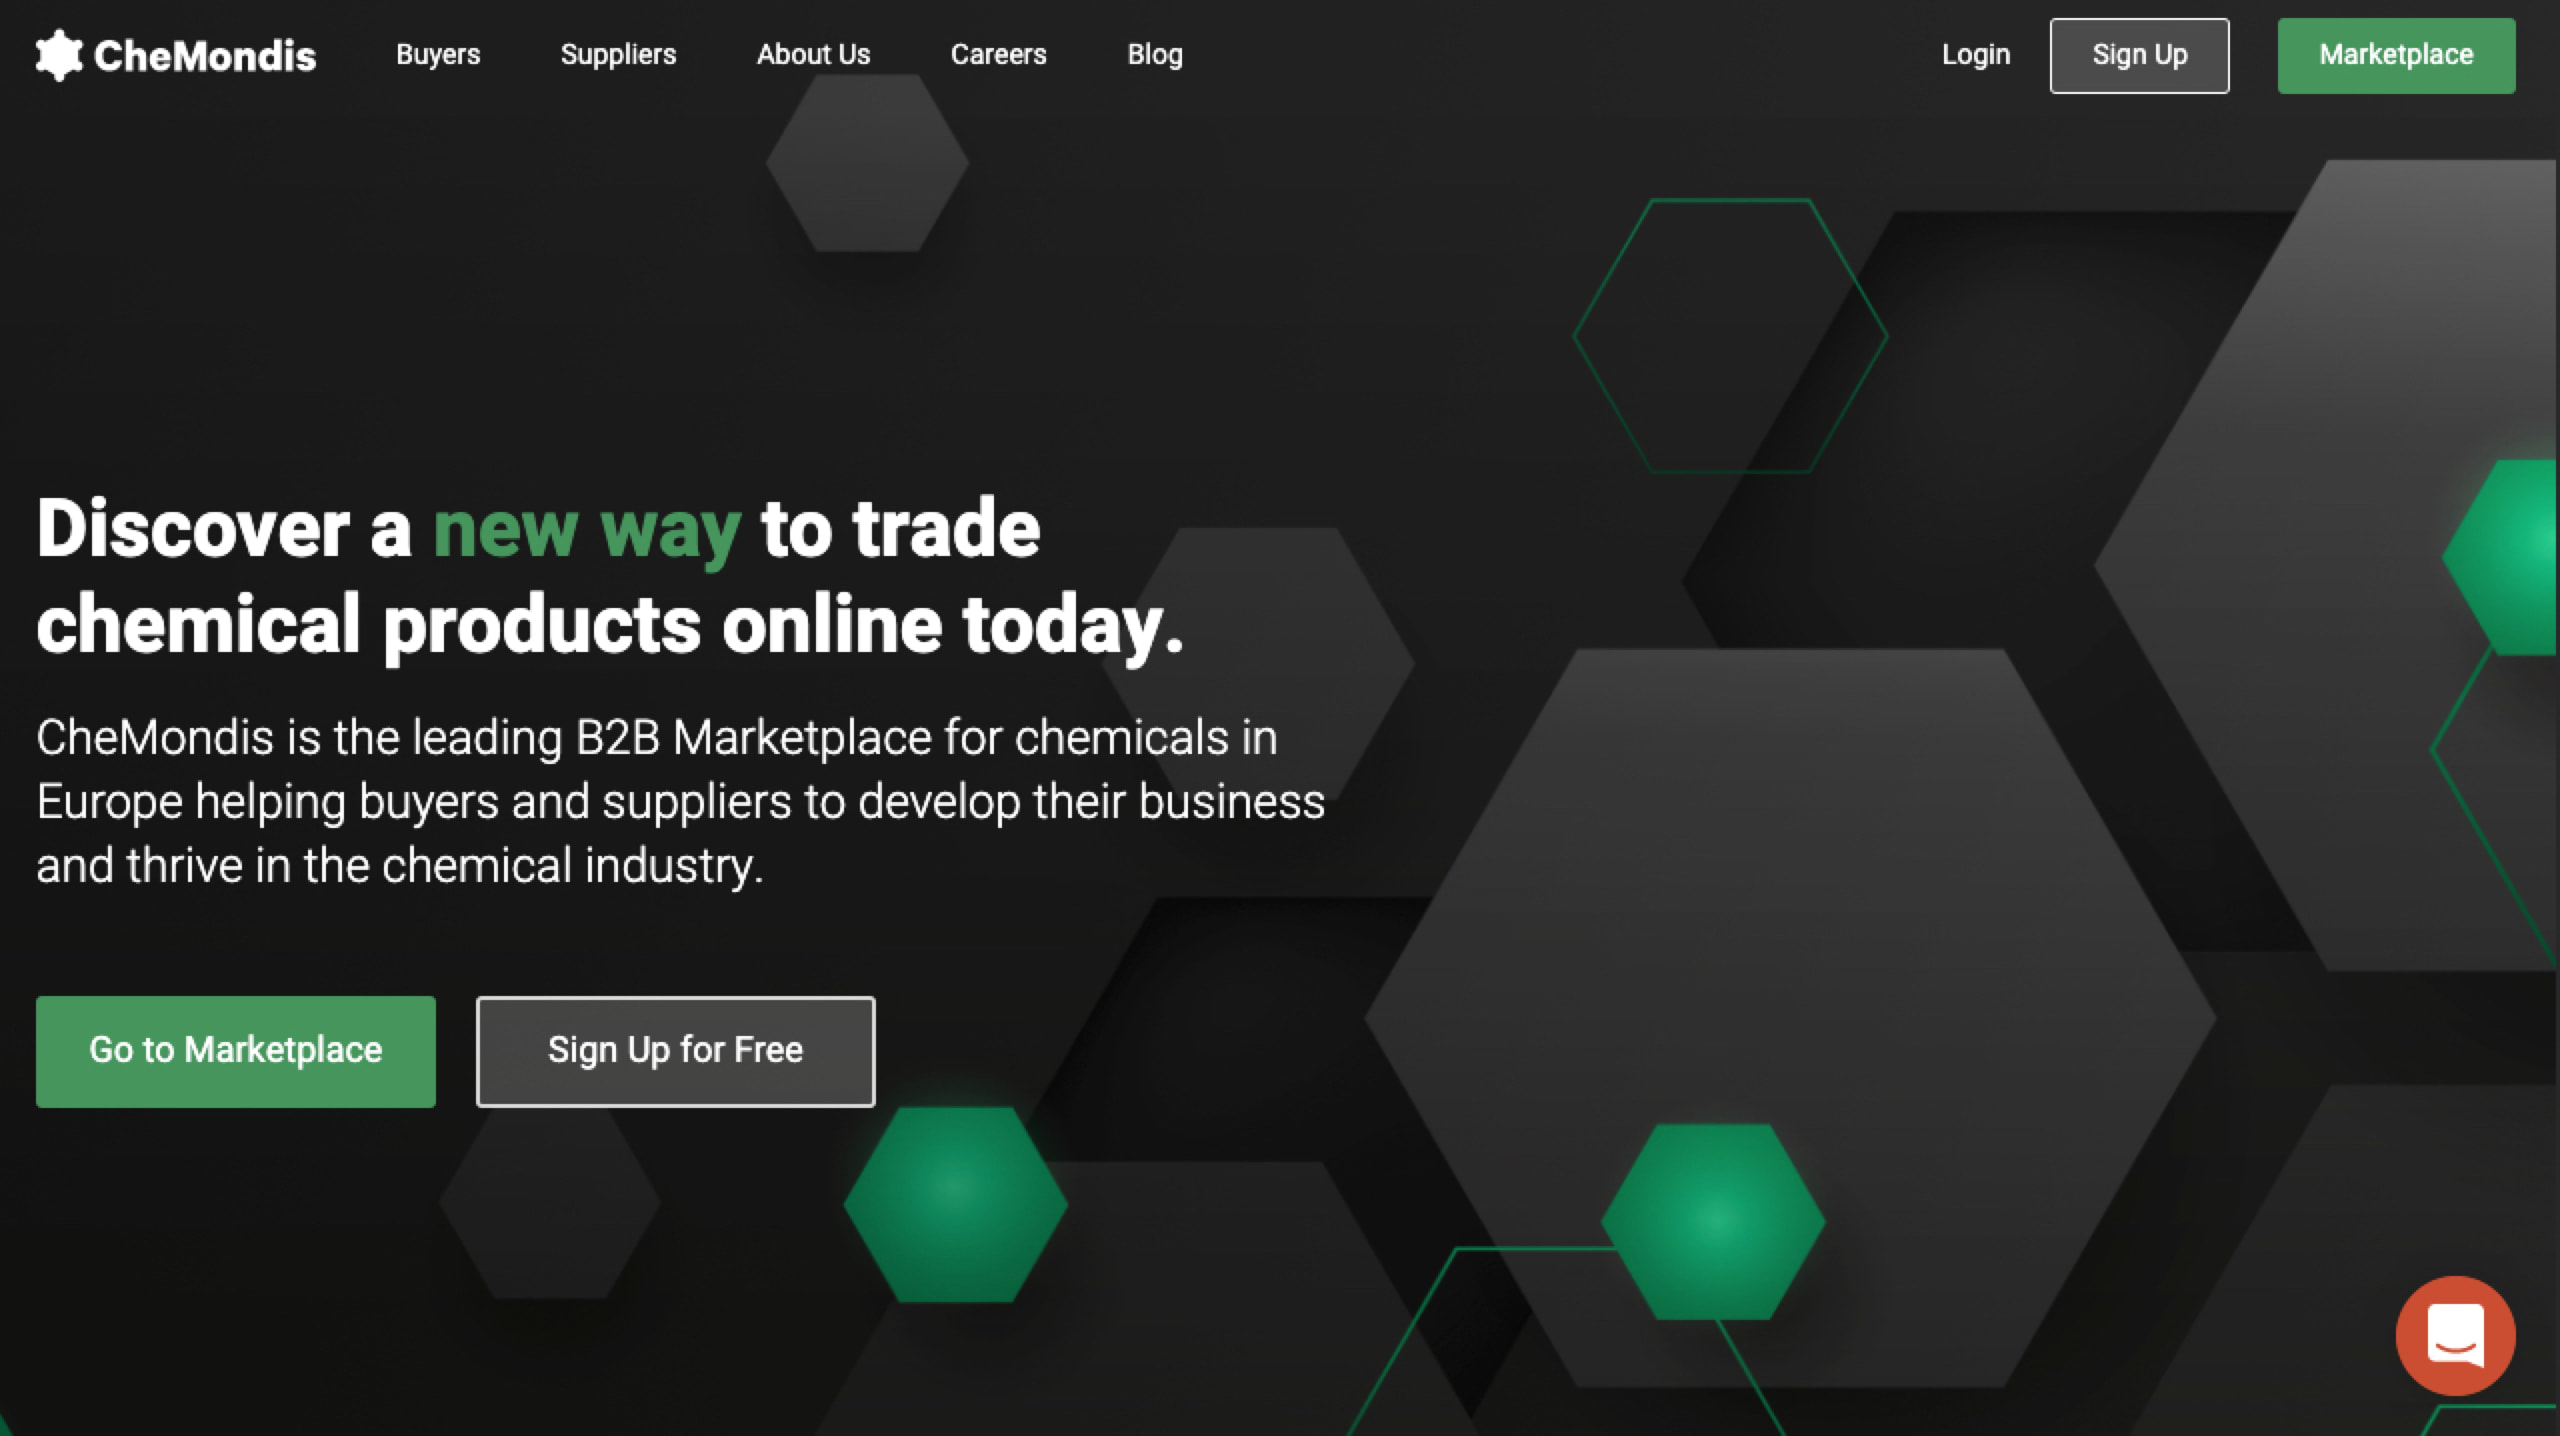 CheMondis
Buyers
Suppliers
About Us
Careers
Blog
Login
Sign Up
Marketplace
Discover a new way to trade
chemical products online today.
CheMondis is the leading B2B Marketplace for chemicals in
Europe helping buyers and suppliers to develop their business
and thrive in the chemical industry.
Go to Marketplace
Sign Up for Free